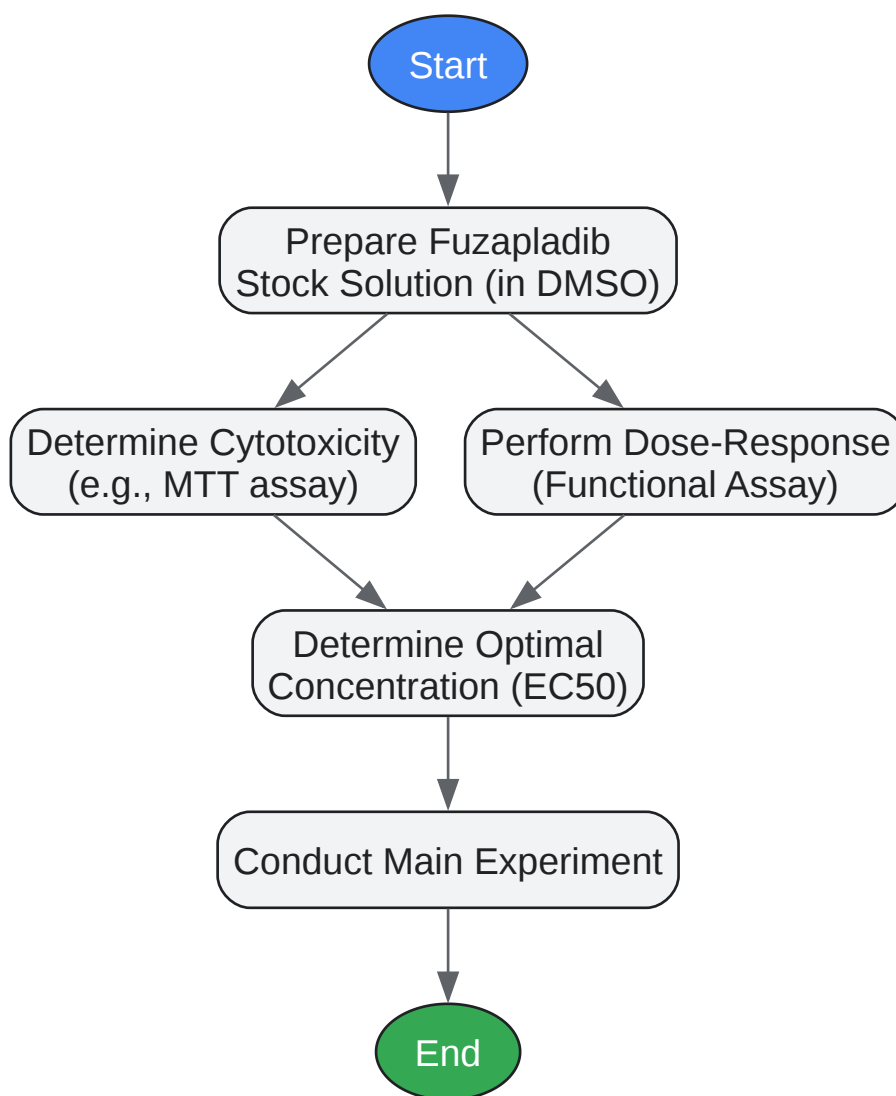 Start
Prepare Fuzapladib
Stock Solution (in DMSO)
Determine Cytotoxicity
(e.g., MTT assay)
Perform Dose-Response
(Functional Assay)
Determine Optimal
Concentration (EC50)
Conduct Main Experiment
End